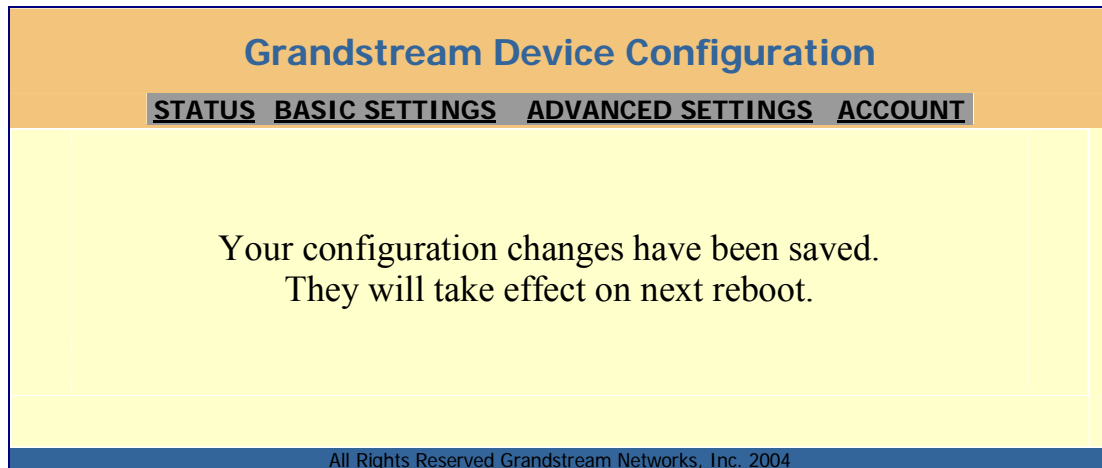 Grandstream Device Configuration
STATUS BASIC SETTINGS ADVANCED SETTINGS ACCOUNT
Your configuration changes have been saved.
They will take effect on next reboot.
All Rights Reserved Grandstream Networks, Inc. 2004